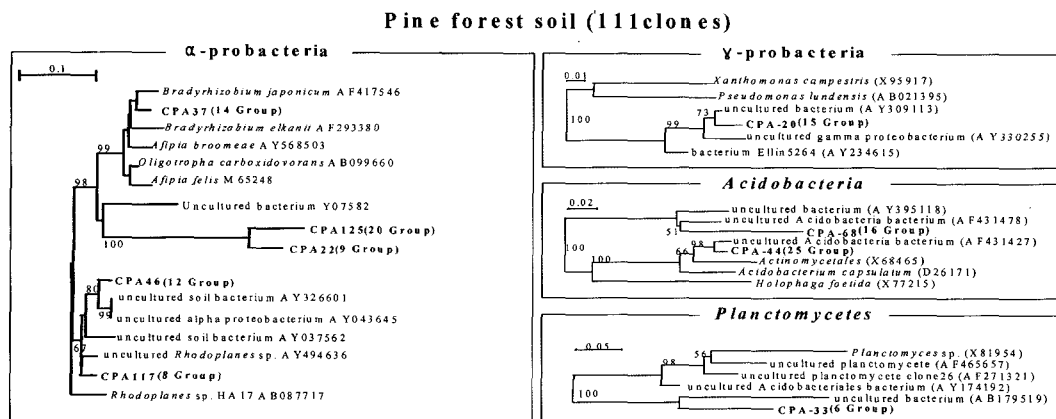 Pine forest soil (111clones)
α-probacteria
0.1
Bradyrhizobium japonicum AF417546
CPA37 (14 Group)
Bradyrhizobium elkanit AF293380
Afipia broomeae AY568503
99
Oligotropha carboxidovorans AB099660
Afipia felis M65248
98
Uncultured bacterium Y07582
CPA125 (20 Group)
100
CPA22 (9 Group)
CPA46 (12 Group)
80
uncultured soil bacterium AY326601
99
uncultured alpha proteobacterium AY043645
uncultured soil bacterium AY037562
67
uncultured Rhodoplanes sp. AY494636
CPA117 (8 Group)
Rhodoplanes sp. HA17 AB087717
γ-probacteria
0.01
Xanthomonas campestris (X95917)
Pseudomonas lundensis (AB021395)
73
uncultured bacterium (AY309113)
100
99
CPA-20 (15 Group)
uncultured gamma proteobacterium (AY330255)
bacterium Ellin5264 (AY234615)
Acidobacteria
0.02
uncultured bacterium (AY395118)
uncultured Acidobacteria bacterium (AF431478)
51
CPA-68 (16 Group)
98
uncultured Acidobacteria bacterium (AF431427)
100
66
CPA-44 (25 Group)
100
Actinomycetales (X68465)
Acidobacterium capsulatum (D26171)
Holophaga foetida (X77215)
Planctomycetes
0.05
56
Planctomyces sp. (X81954)
98
uncultured planctomycete (AF465657)
uncultured planctomycete clone26 (AF271321)
100
uncultured Acidobacteriales bacterium (AY174192)
uncultured bacterium (AB179519)
CPA-33 (6 Group)